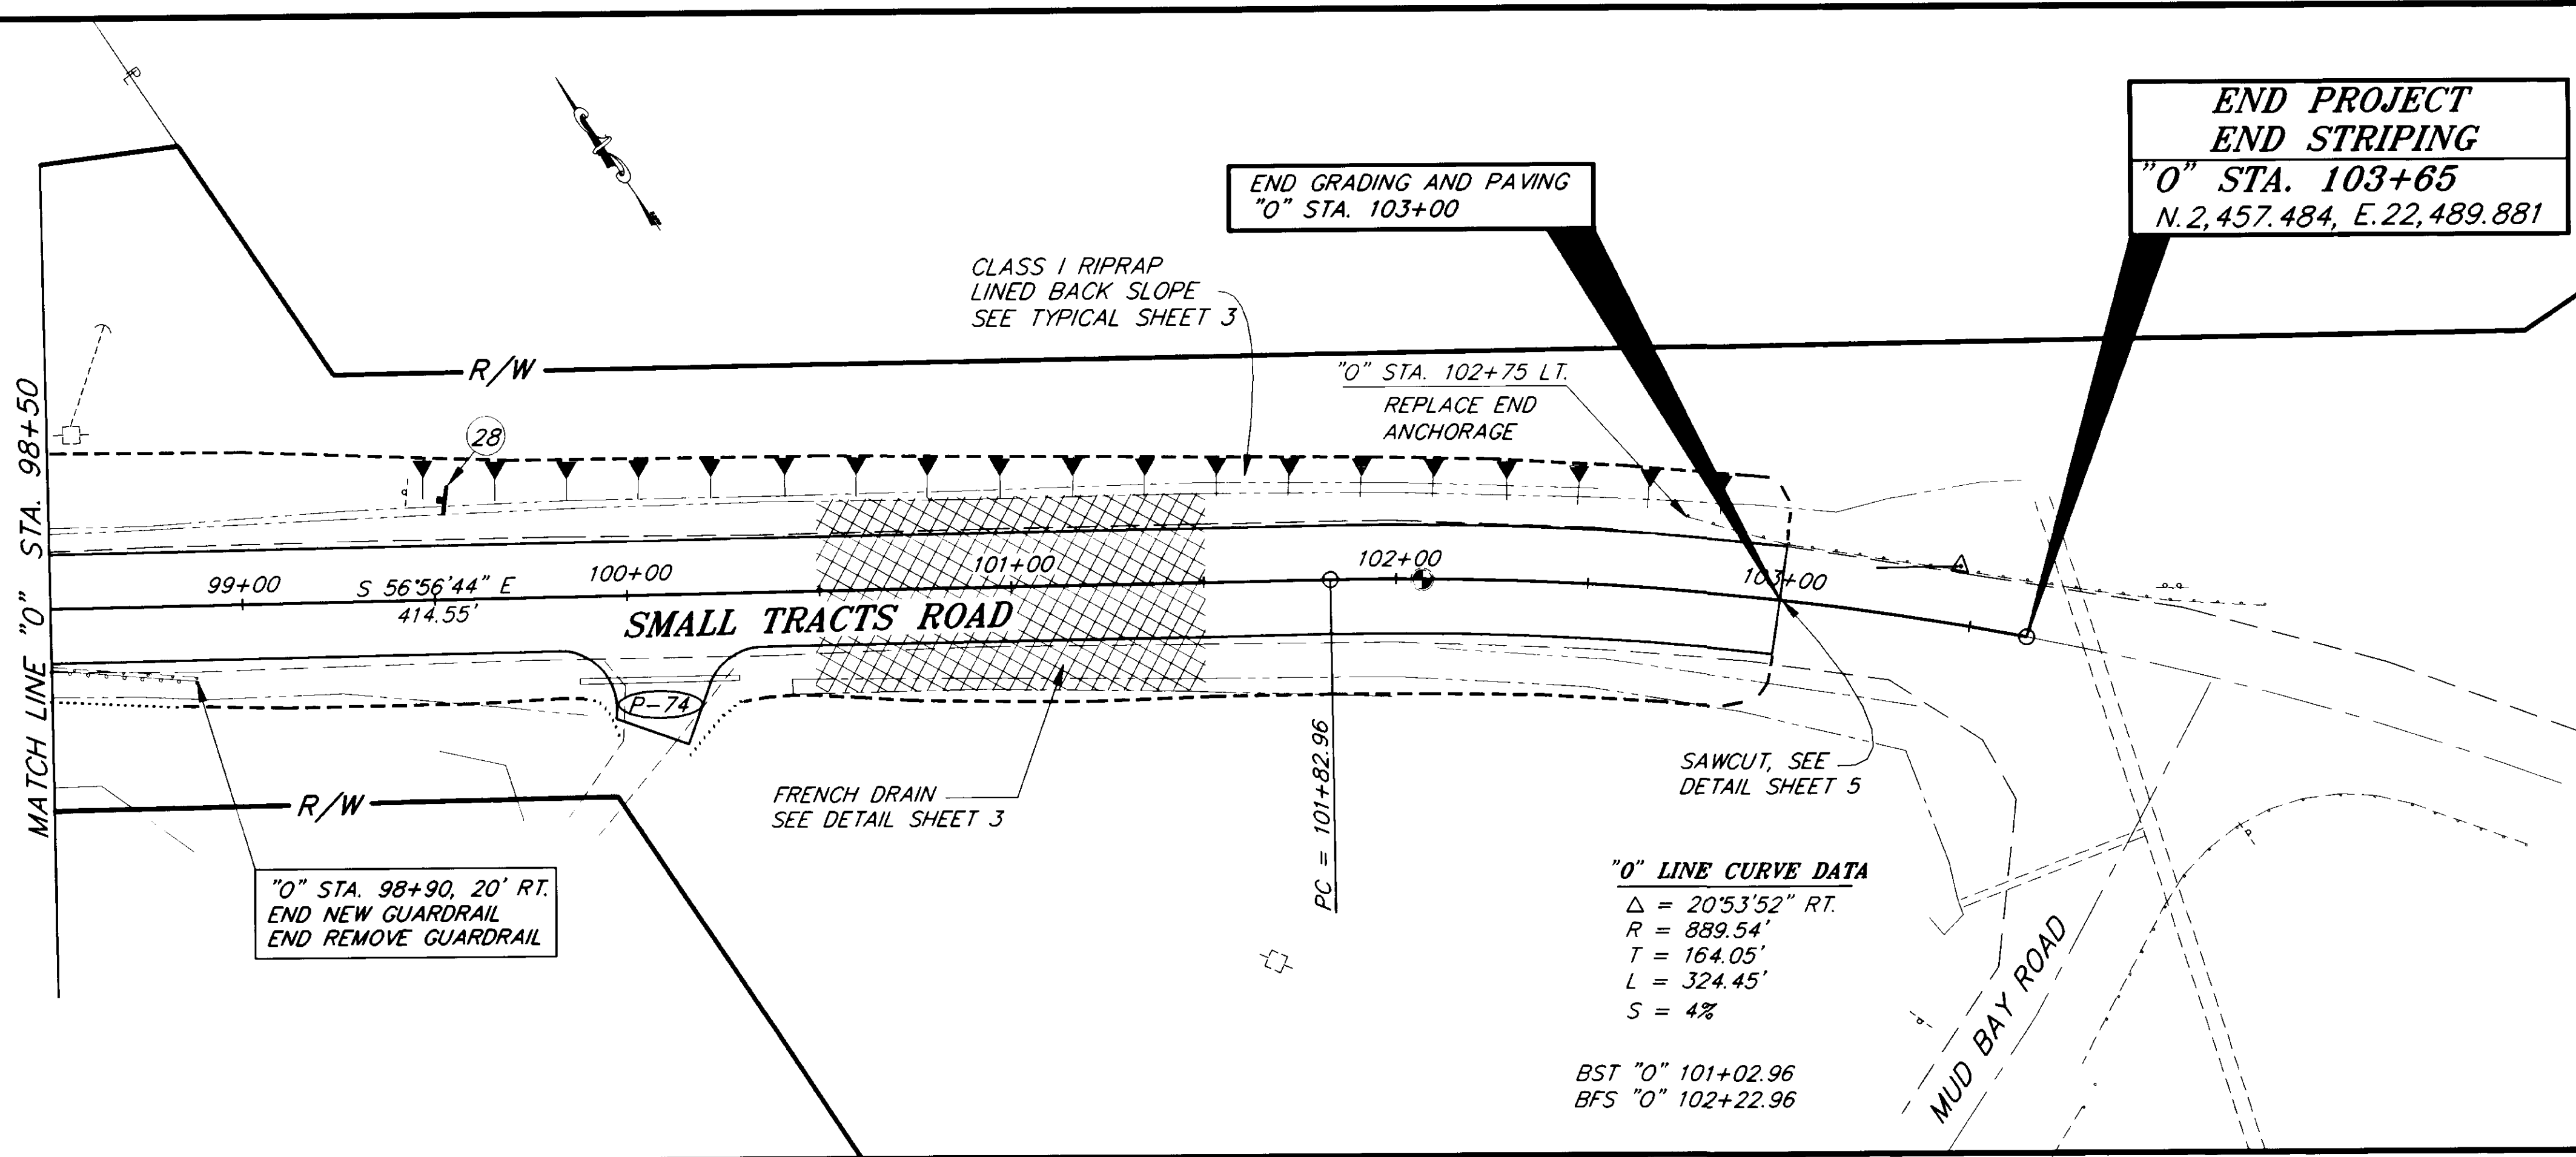 END PROJECT
END STRIPING
"O" STA. 103+65
N.2,457.484, E.22,489.881
END GRADING AND PAVING
"O" STA. 103+00
CLASS I RIPRAP
LINED BACK SLOPE
SEE TYPICAL SHEET 3
R/W
"O" STA. 102+75 LT.
REPLACE END
ANCHORAGE
28
MATCH LINE "O" STA. 98+50
99+00
S 56°56'44" E
414.55'
100+00
101+00
102+00
103+00
SMALL TRACTS ROAD
P-74
R/W
FRENCH DRAIN
SEE DETAIL SHEET 3
PC = 101+82.96
SAWCUT, SEE
DETAIL SHEET 5
"O" STA. 98+90, 20' RT.
END NEW GUARDRAIL
END REMOVE GUARDRAIL
"O" LINE CURVE DATA
Δ = 20°53'52" RT.
R = 889.54'
T = 164.05'
L = 324.45'
S = 4%
BST "O" 101+02.96
BFS "O" 102+22.96
MUD BAY ROAD